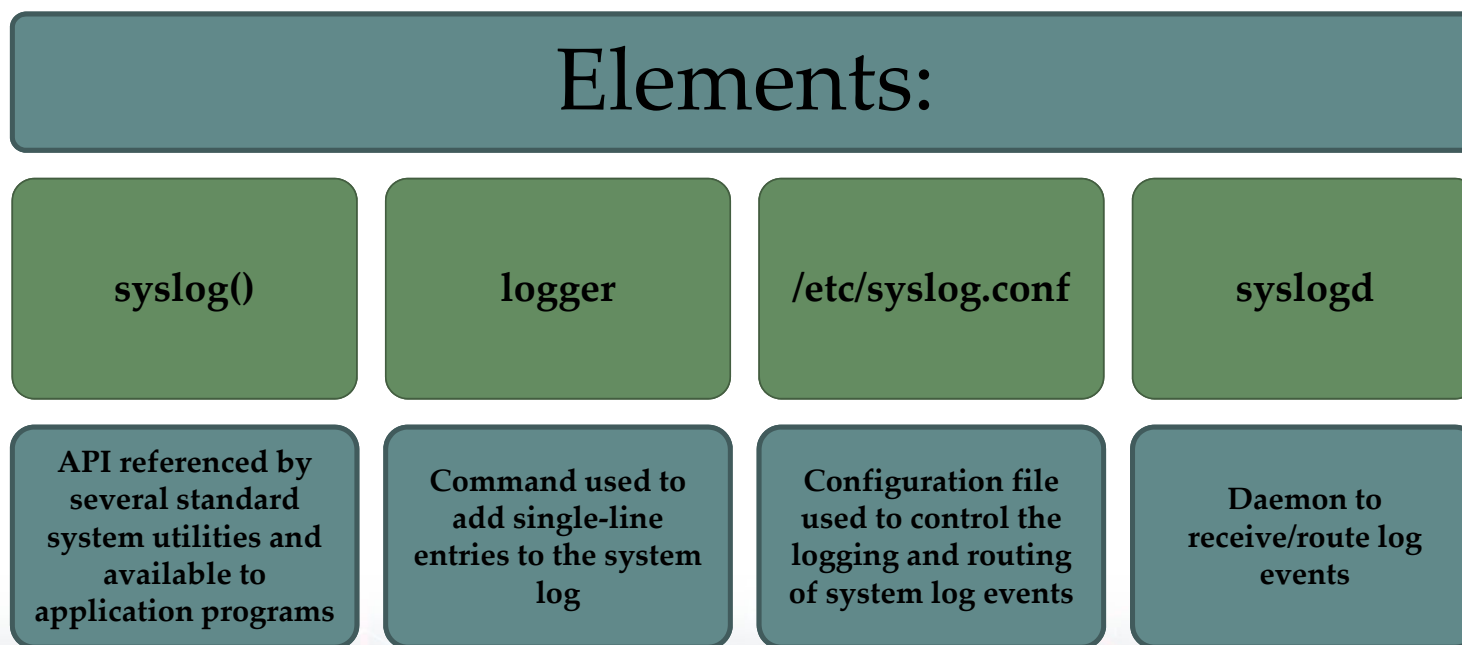 Elements:
syslog()
logger
/etc/syslog.conf
syslogd
API referenced by
several standard
system utilities and
available to
application programs
Command used to
add single-line
entries to the system
log
Configuration file
used to control the
logging and routing
of system log events
Daemon to
receive/route log
events